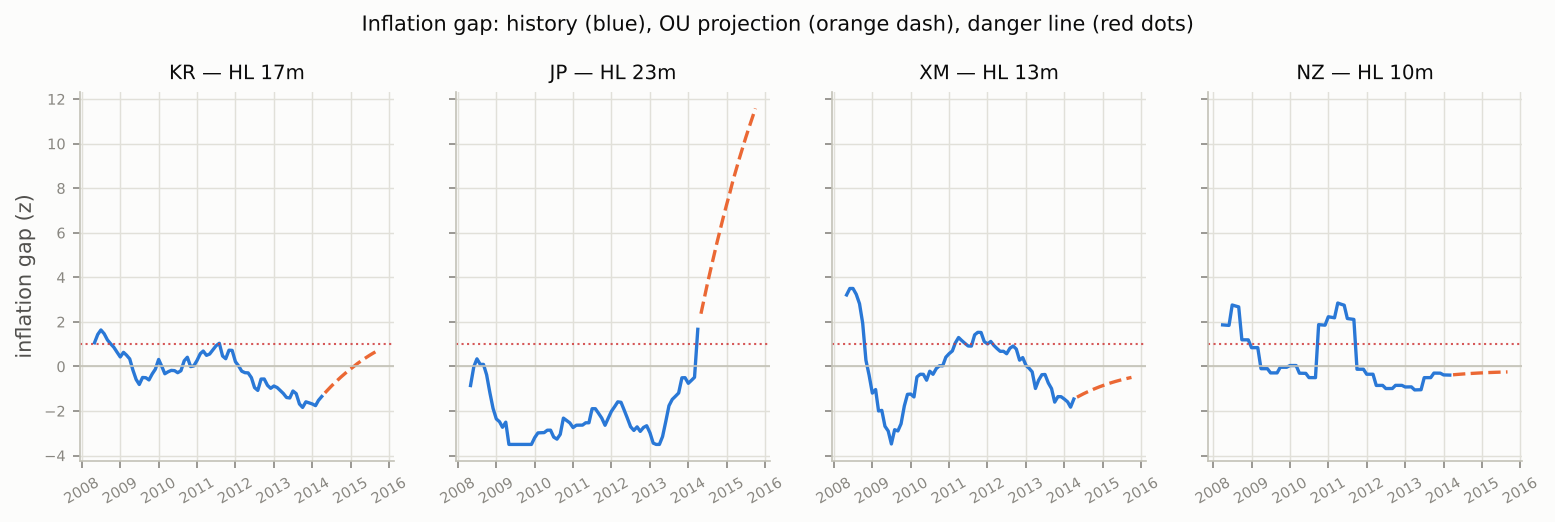 Inflation gap: history (blue), OU projection (orange dash), danger line (red dots)
KR — HL 17m
JP — HL 23m
XM — HL 13m
NZ — HL 10m
inflation gap (z)
12
10
8
6
4
2
0
−2
−4
2008 2009 2010 2011 2012 2013 2014 2015 2016
2008 2009 2010 2011 2012 2013 2014 2015 2016
2008 2009 2010 2011 2012 2013 2014 2015 2016
2008 2009 2010 2011 2012 2013 2014 2015 2016